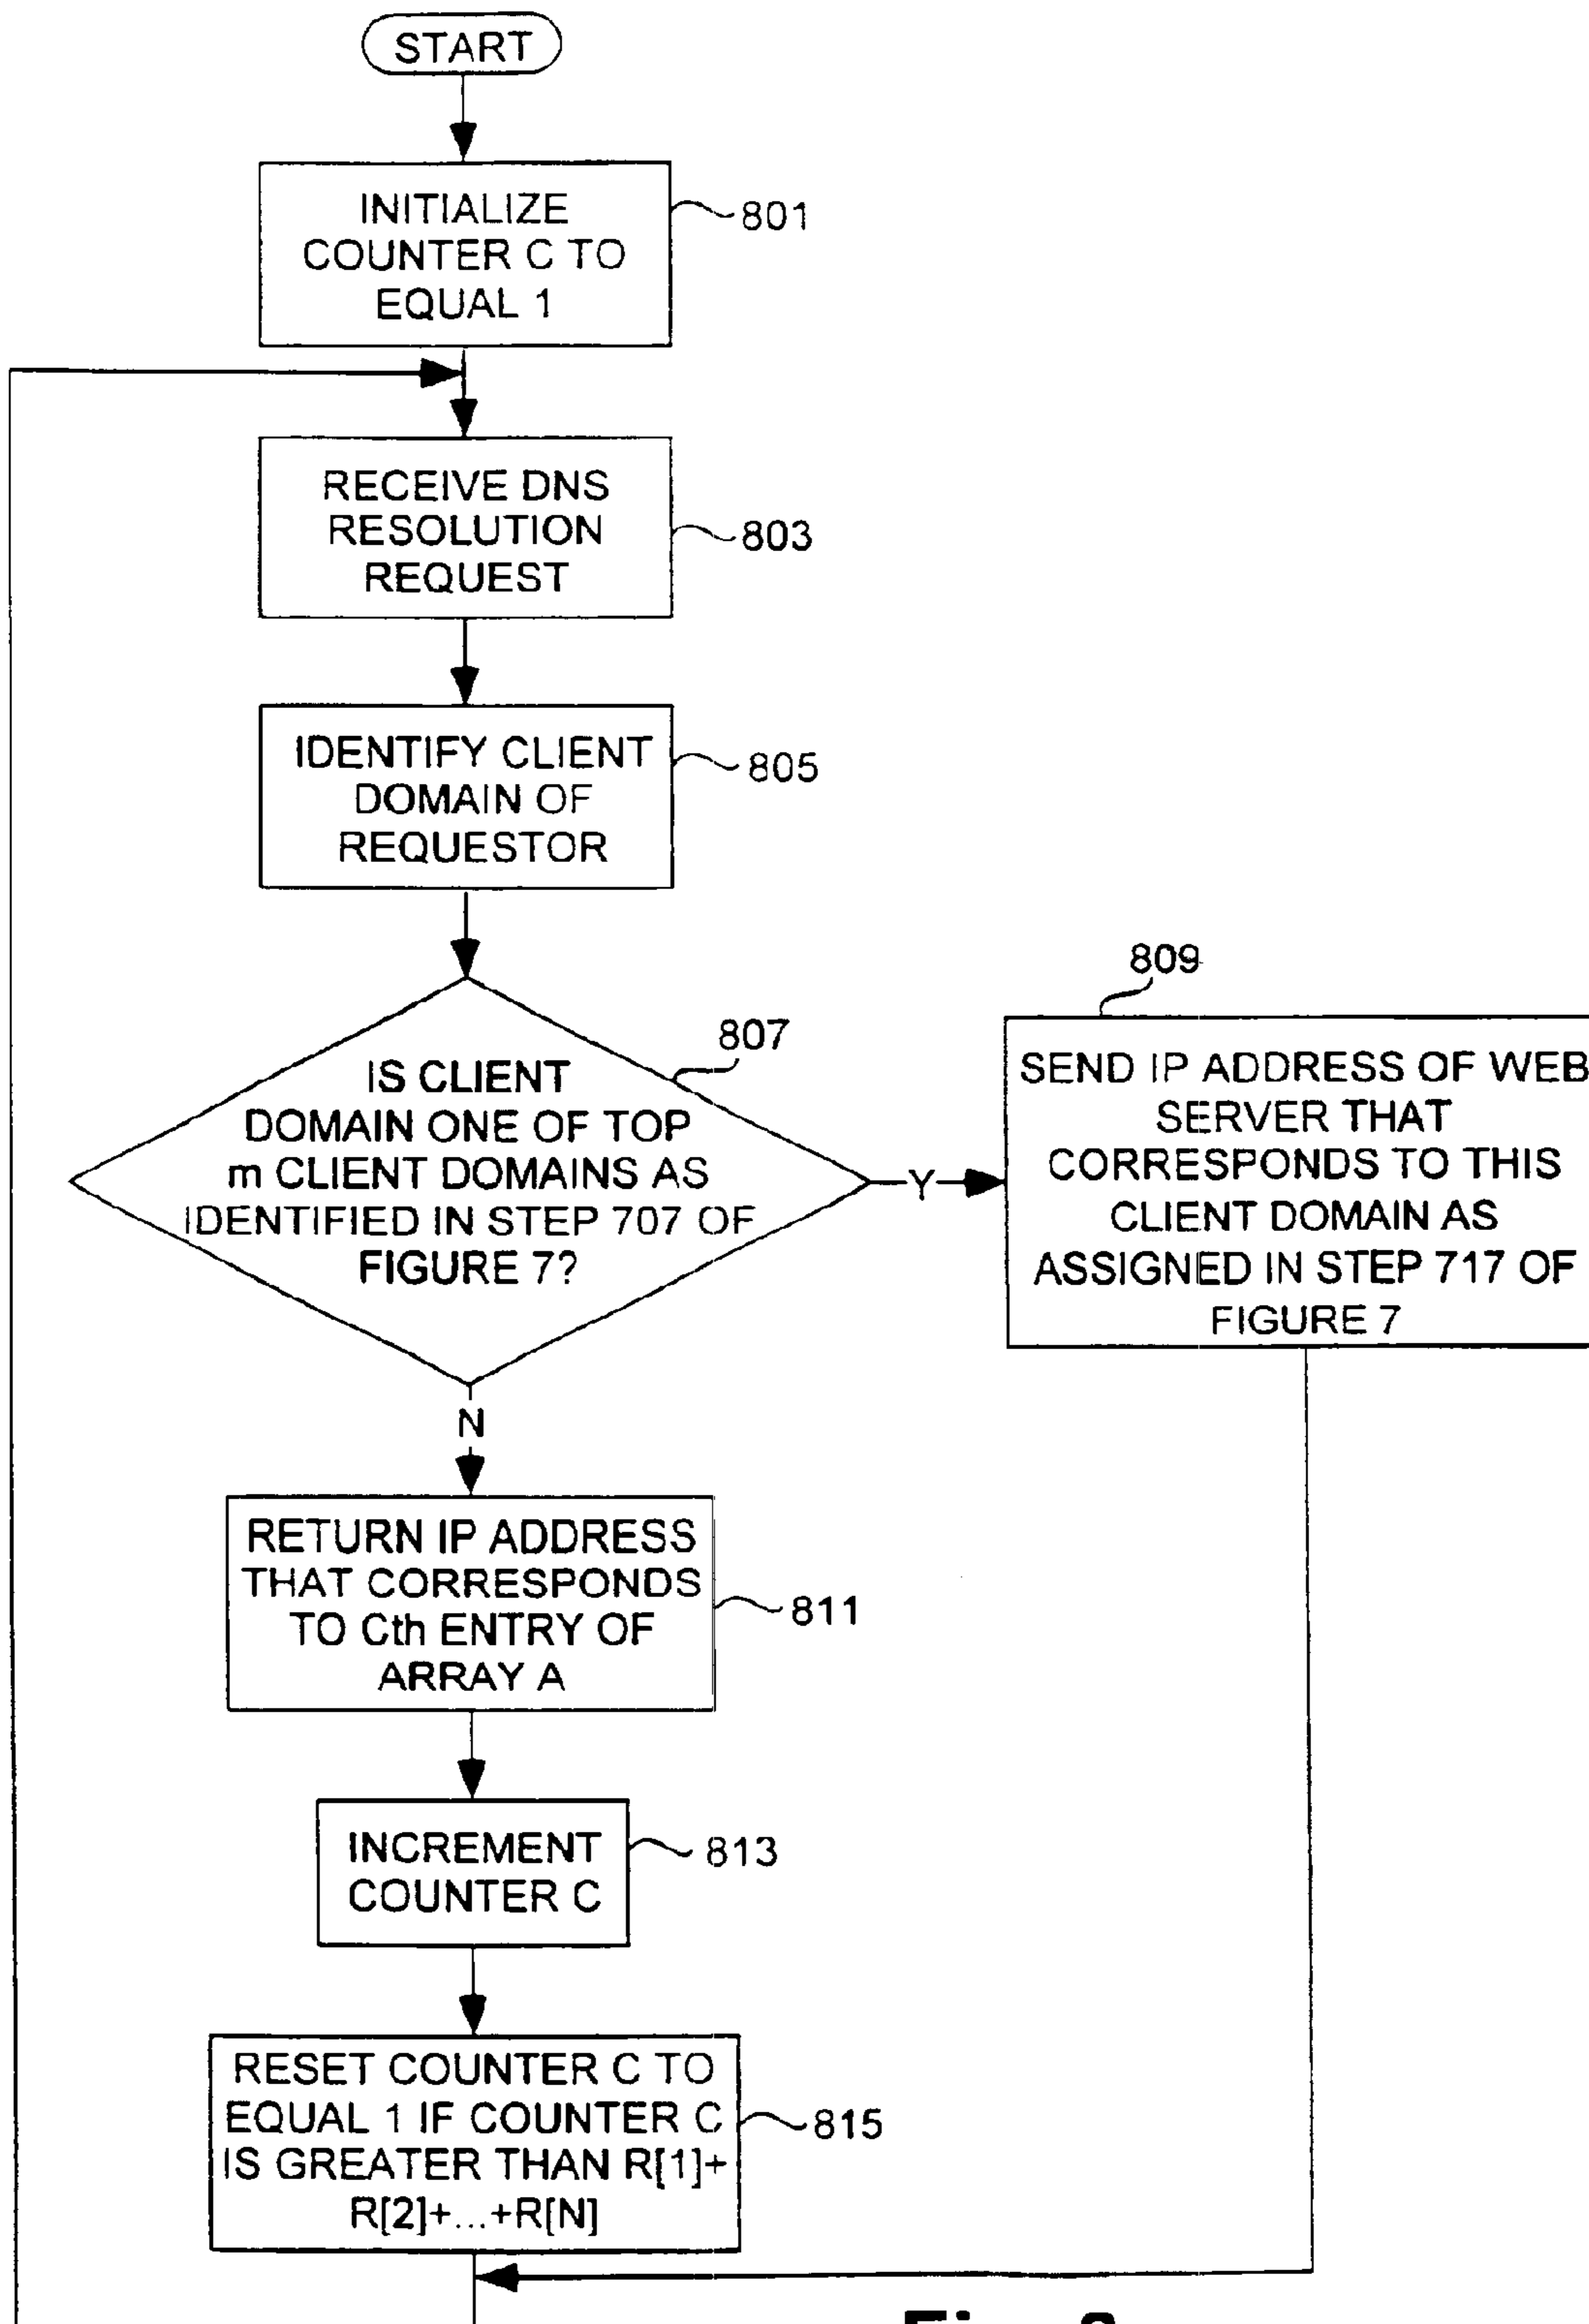 START
INITIALIZE
COUNTER C TO
EQUAL 1
801
RECEIVE DNS
RESOLUTION
REQUEST
803
IDENTIFY CLIENT
DOMAIN OF
REQUESTOR
805
807
IS CLIENT
DOMAIN ONE OF TOP
m CLIENT DOMAINS AS
IDENTIFIED IN STEP 707 OF
FIGURE 7?
Y
809
SEND IP ADDRESS OF WEB
SERVER THAT
CORRESPONDS TO THIS
CLIENT DOMAIN AS
ASSIGNED IN STEP 717 OF
FIGURE 7
N
RETURN IP ADDRESS
THAT CORRESPONDS
TO Cth ENTRY OF
ARRAY A
811
INCREMENT
COUNTER C
813
RESET COUNTER C TO
EQUAL 1 IF COUNTER C
IS GREATER THAN R[1]+
R[2]+...+R[N]
815